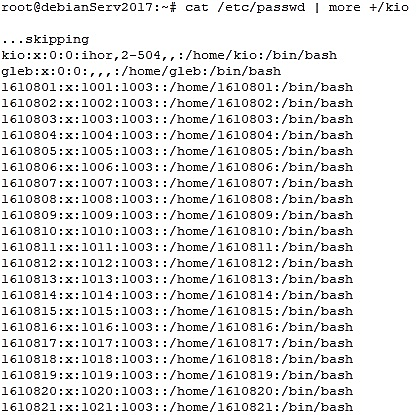 root@debianServ2017:~# cat /etc/passwd | more +/kio
...skipping
kio:x:0:0:ihor,2-504,,:/home/kio:/bin/bash
gleb:x:0:0:,,,:/home/gleb:/bin/bash
1610801:x:1001:1003::/home/1610801:/bin/bash
1610802:x:1002:1003::/home/1610802:/bin/bash
1610803:x:1003:1003::/home/1610803:/bin/bash
1610804:x:1004:1003::/home/1610804:/bin/bash
1610805:x:1005:1003::/home/1610805:/bin/bash
1610806:x:1006:1003::/home/1610806:/bin/bash
1610807:x:1007:1003::/home/1610807:/bin/bash
1610808:x:1008:1003::/home/1610808:/bin/bash
1610809:x:1009:1003::/home/1610809:/bin/bash
1610810:x:1010:1003::/home/1610810:/bin/bash
1610811:x:1011:1003::/home/1610811:/bin/bash
1610812:x:1012:1003::/home/1610812:/bin/bash
1610813:x:1013:1003::/home/1610813:/bin/bash
1610814:x:1014:1003::/home/1610814:/bin/bash
1610815:x:1015:1003::/home/1610815:/bin/bash
1610816:x:1016:1003::/home/1610816:/bin/bash
1610817:x:1017:1003::/home/1610817:/bin/bash
1610818:x:1018:1003::/home/1610818:/bin/bash
1610819:x:1019:1003::/home/1610819:/bin/bash
1610820:x:1020:1003::/home/1610820:/bin/bash
1610821:x:1021:1003::/home/1610821:/bin/bash